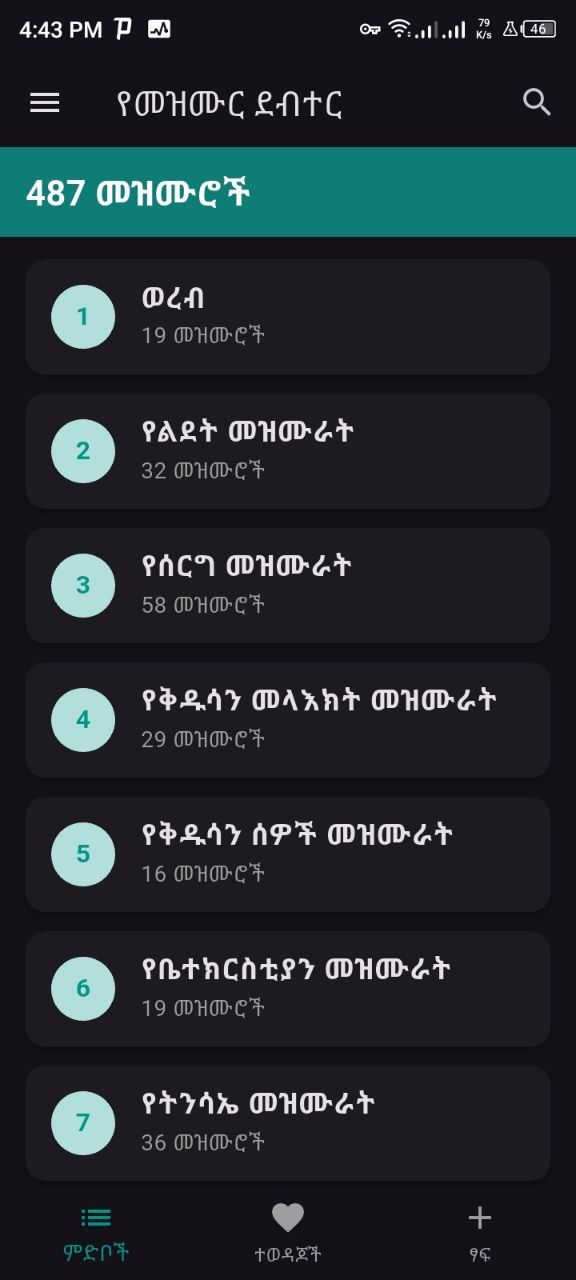 4:43 PM
79
K/s
46
የመዝሙር ደብተር
487 መዝሙሮች
1
ወረብ
19 መዝሙሮች
2
የልደት መዝሙራት
32 መዝሙሮች
3
የሰርግ መዝሙራት
58 መዝሙሮች
4
የቅዱሳን መላእክት መዝሙራት
29 መዝሙሮች
5
የቅዱሳን ሰዎች መዝሙራት
16 መዝሙሮች
6
የቤተክርስቲያን መዝሙራት
19 መዝሙሮች
7
የትንሳኤ መዝሙራት
36 መዝሙሮች
ምድቦች
ተወዳጆች
ፃፍ